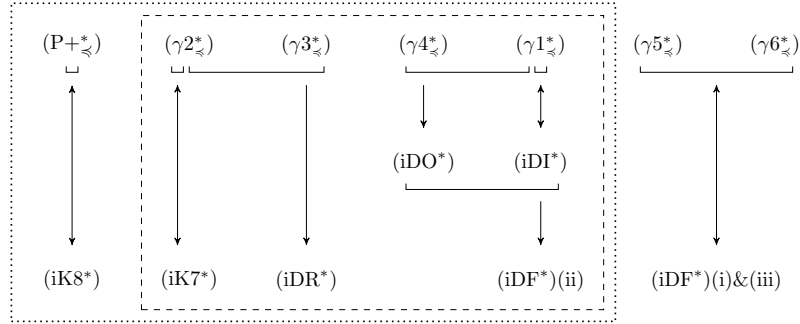 (P+*≼) (γ2*≼) (γ3*≼) (γ4*≼) (γ1*≼) (γ5*≼) (γ6*≼)
(iDO*) (iDI*)
(iK8*) (iK7*) (iDR*) (iDF*)(ii) (iDF*)(i)&(iii)